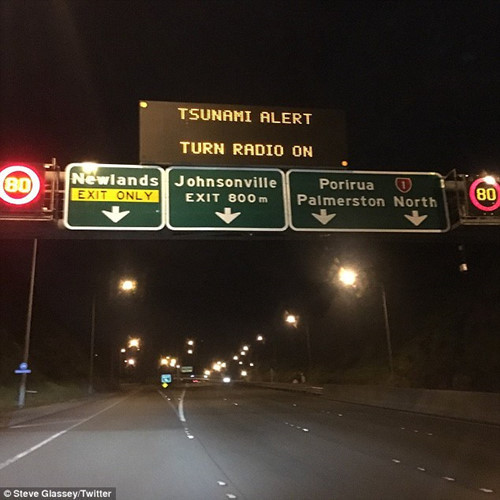 TSUNAMI ALERT
TURN RADIO ON
80
Newlands
EXIT ONLY
Johnsonville
EXIT 800m
Porirua 1
Palmerston North
80
© Steve Glassey/Twitter